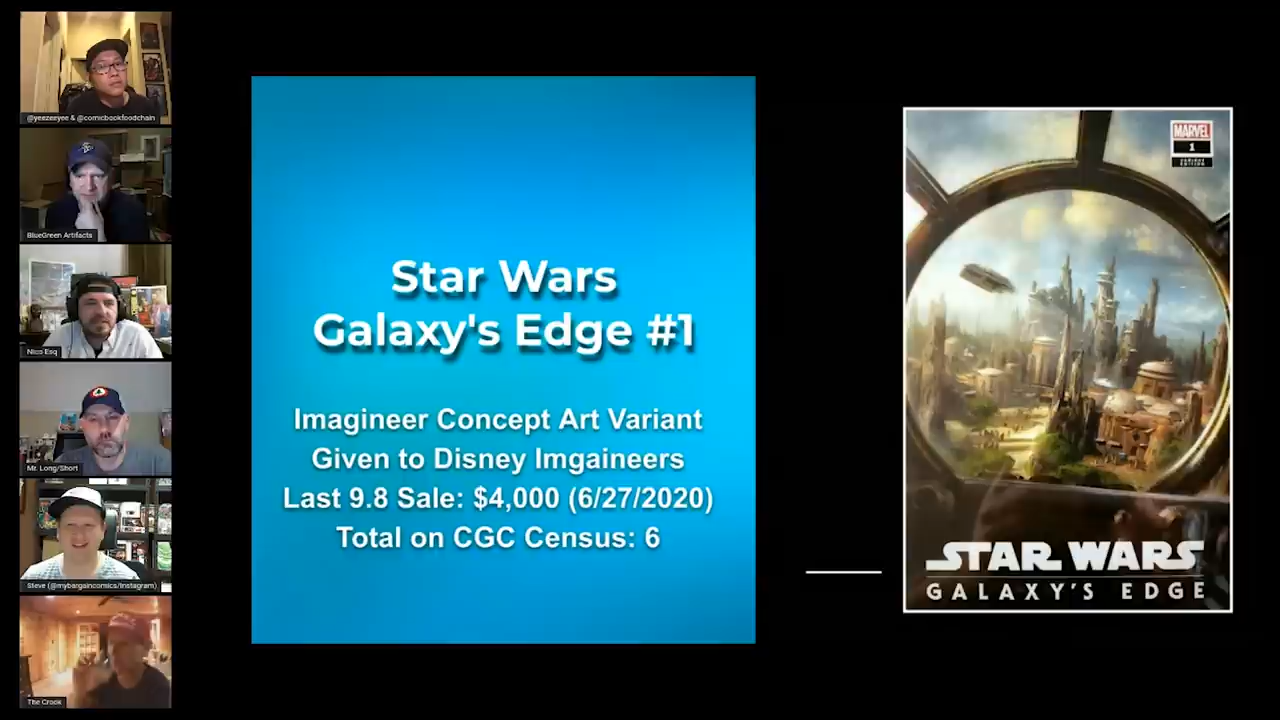 @yeezeeyee & @comicbookfoodchain
BlueGreen Artifacts
Nico Esq
Mr. Long/Short
Steve (@mybargaincomics/Instagram)
The Crook
Star Wars
Galaxy's Edge #1
Imagineer Concept Art Variant
Given to Disney Imgaineers
Last 9.8 Sale: $4,000 (6/27/2020)
Total on CGC Census: 6
MARVEL
1
VARIANT
EDITION
STAR WARS
GALAXY'S EDGE